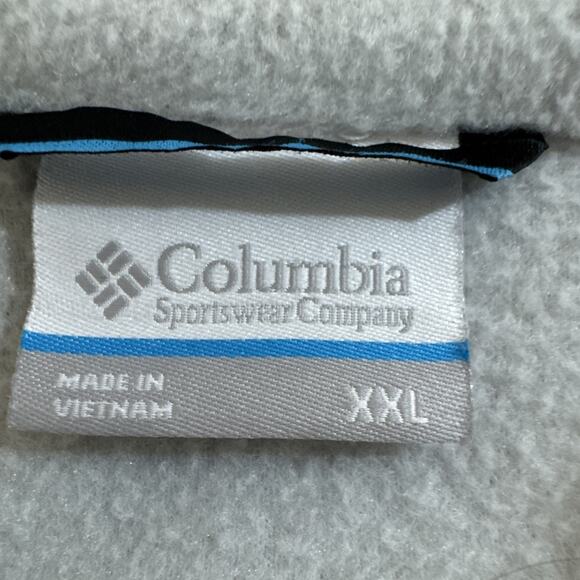 Columbia
Sportswear Company
MADE IN
VIETNAM
XXL